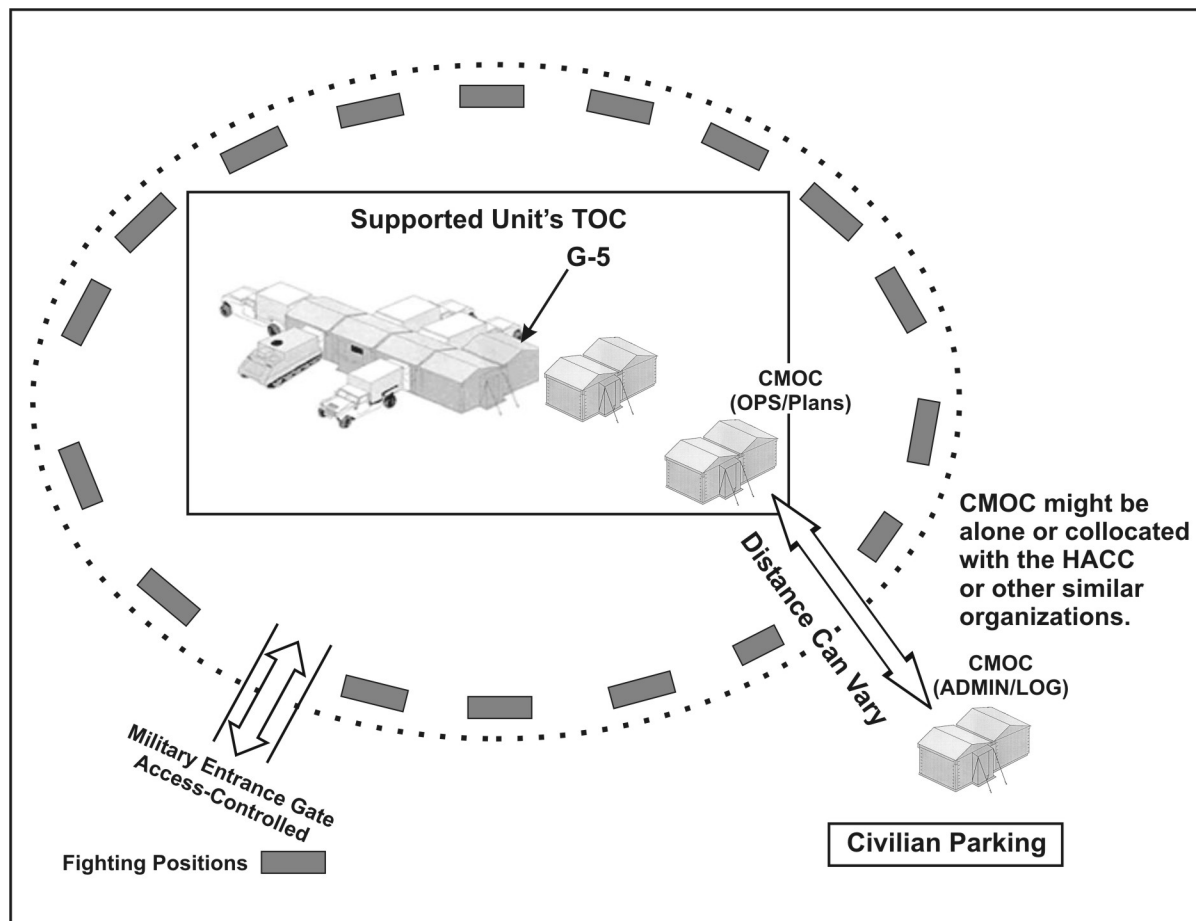 Supported Unit's TOC
G-5
CMOC
(OPS/Plans)
CMOC might be
alone or collocated
with the HACC
or other similar
organizations.
Distance Can Vary
CMOC
(ADMIN/LOG)
Military Entrance Gate
Access-Controlled
Civilian Parking
Fighting Positions